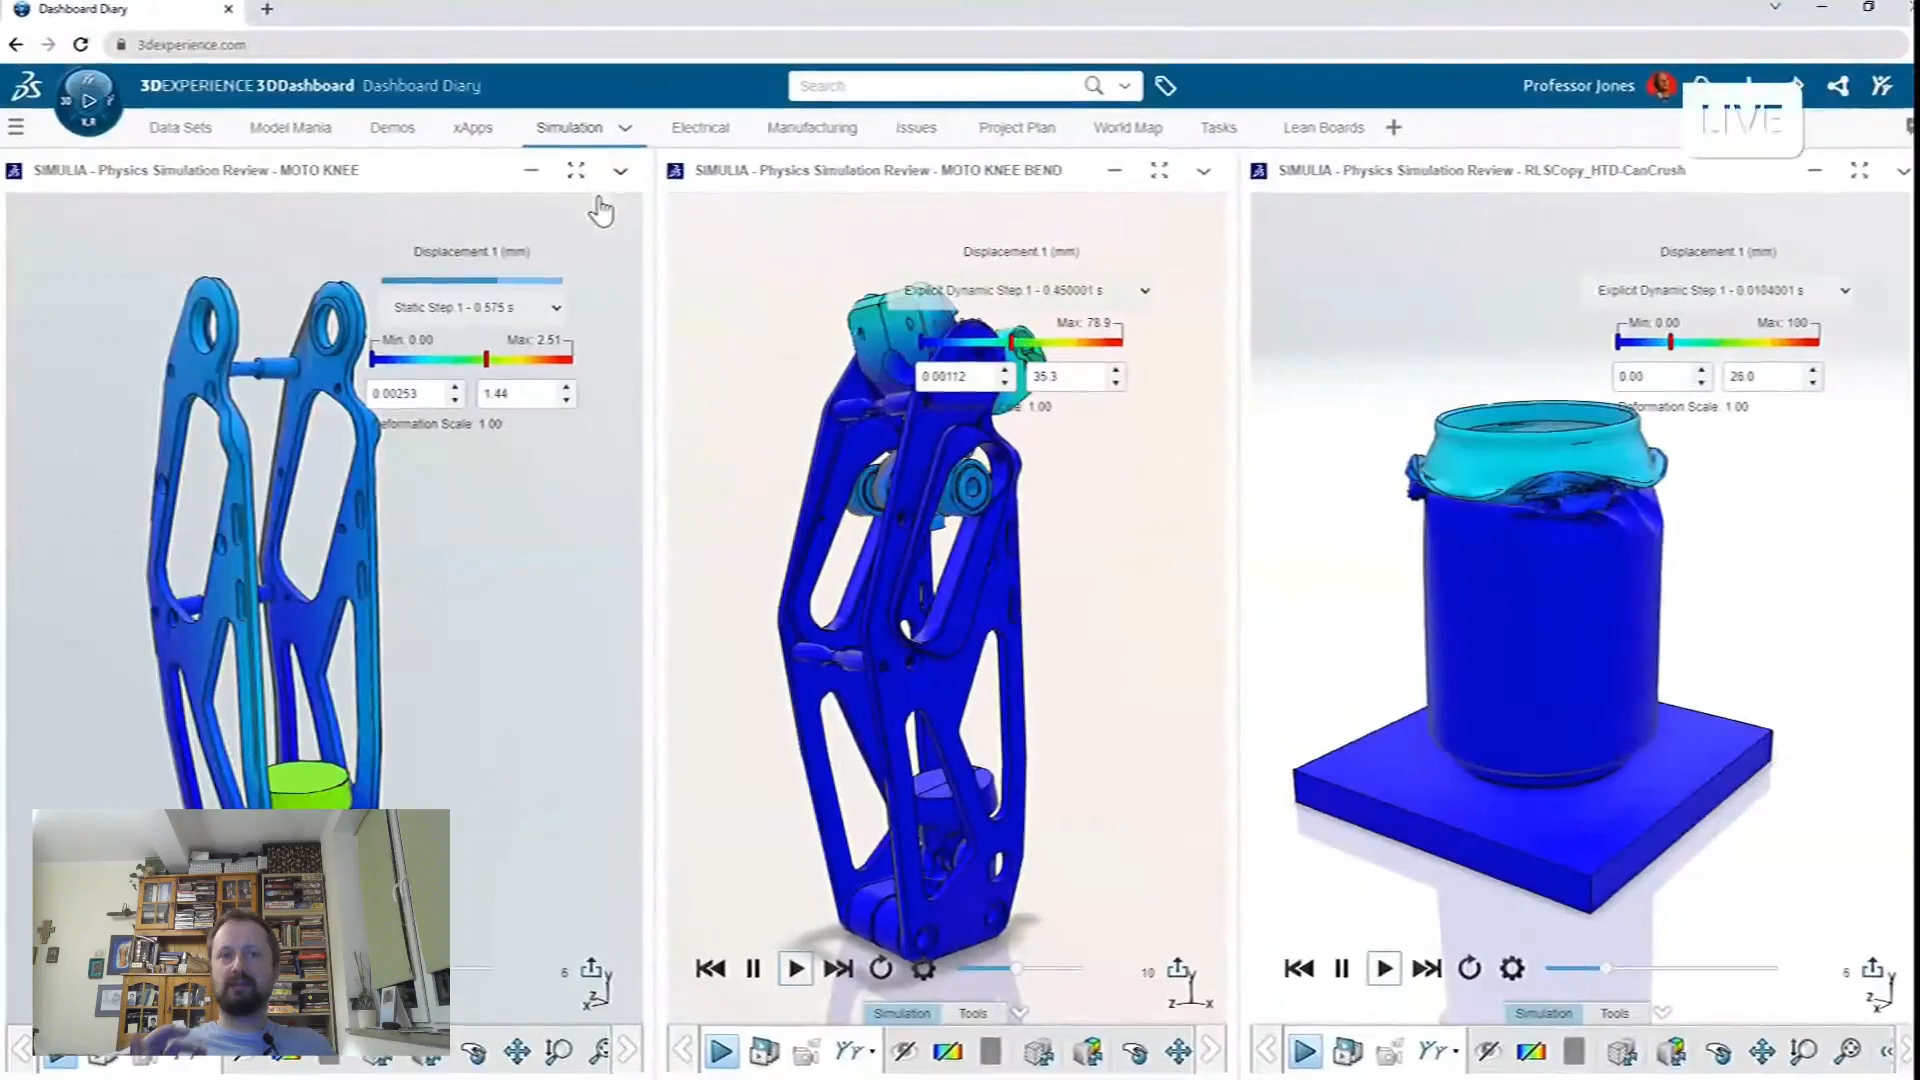 Dashboard Diary
3dexperience.com
3DEXPERIENCE 3DDashboard Dashboard Diary
Search
Professor Jones
LIVE
3D
V.R
Data Sets
Model Mania
Demos
xApps
Simulation
Electrical
Manufacturing
Issues
Project Plan
World Map
Tasks
Lean Boards
SIMULIA - Physics Simulation Review - MOTO KNEE
Displacement 1 (mm)
Static Step 1 - 0.575 s
Min: 0.00
Max: 2.51
0.00253
1.44
eformation Scale: 1.00
6
SIMULIA - Physics Simulation Review - MOTO KNEE BEND
Displacement 1 (mm)
Explicit Dynamic Step 1 - 0.450001 s
Max: 78.9
0.00112
35.3
1.00
10
z
x
Simulation
Tools
SIMULIA - Physics Simulation Review - RLSCopy_HTD-CanCrush
Displacement 1 (mm)
Explicit Dynamic Step 1 - 0.0104001 s
Min: 0.00
Max: 100
0.00
26.0
Deformation Scale: 1.00
6
Simulation
Tools